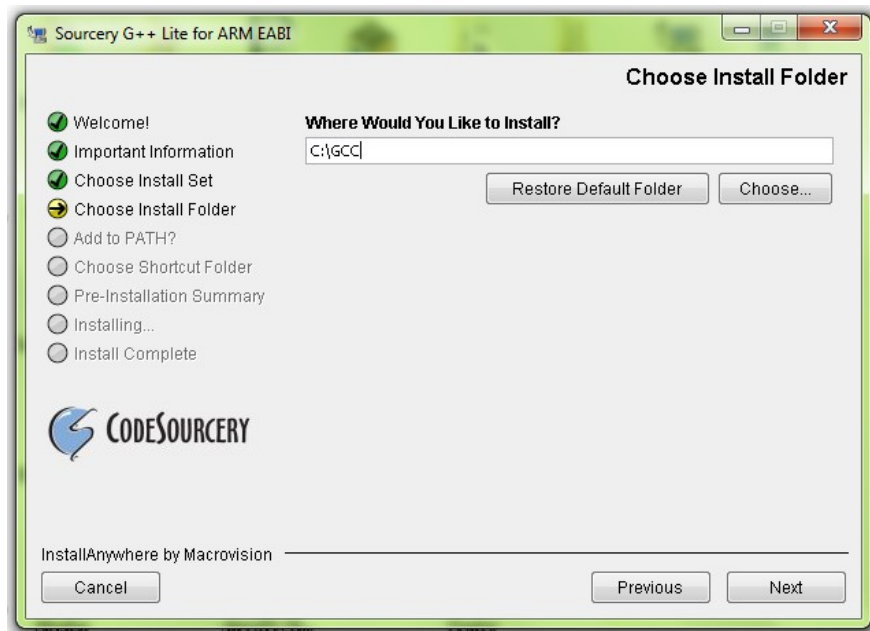 Sourcery G++ Lite for ARM EABI
Choose Install Folder
Welcome!
Important Information
Choose Install Set
Choose Install Folder
Add to PATH?
Choose Shortcut Folder
Pre-Installation Summary
Installing...
Install Complete
Where Would You Like to Install?
C:\GCC
Restore Default Folder
Choose...
CODESOURCERY
InstallAnywhere by Macrovision
Cancel
Previous
Next